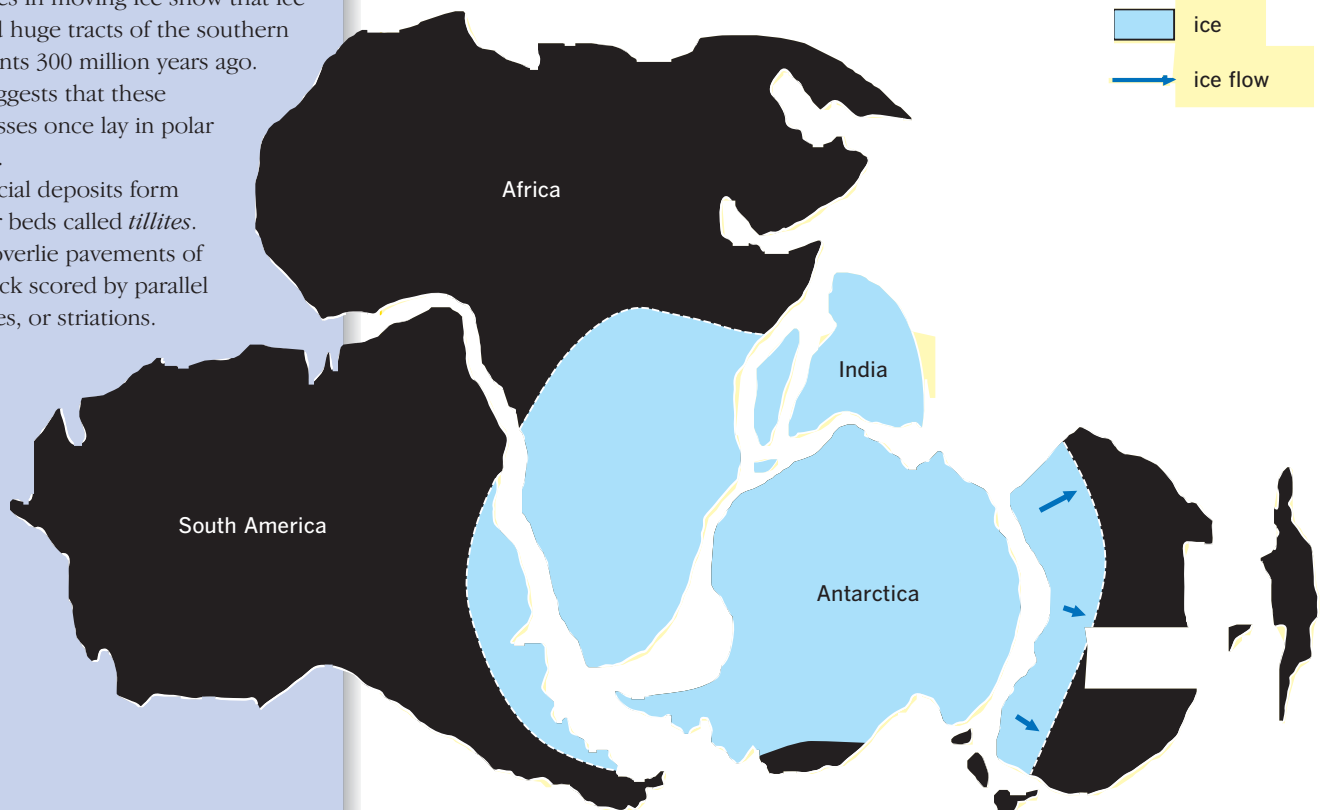 es in moving ice show that ice
d huge tracts of the southern
nts 300 million years ago.
ggests that these
sses once lay in polar
cial deposits form
r beds called tillites.
overlie pavements of
ck scored by parallel
es, or striations.
ice
ice flow
Africa
India
South America
Antarctica